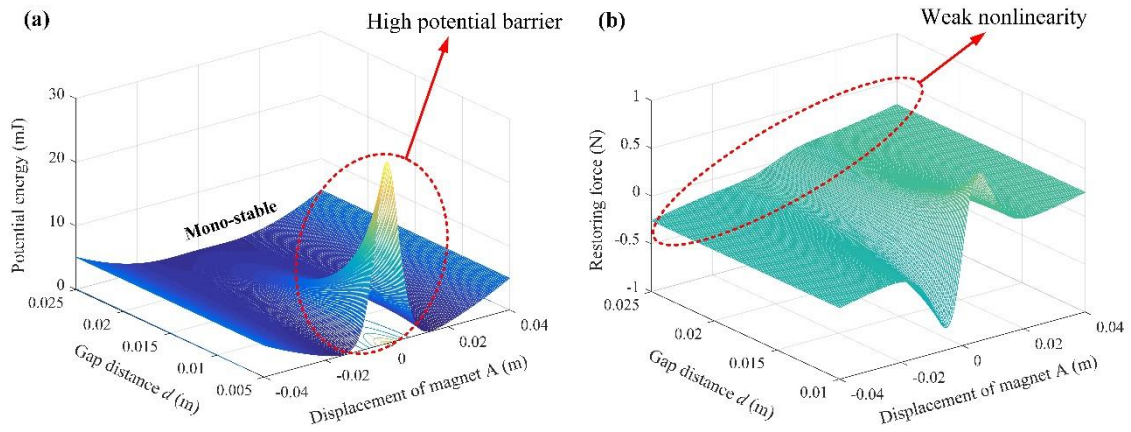 (a)
High potential barrier
30
20
10
0
Potential energy (mJ)
Mono-stable
0.025
0.02
0.015
0.01
0.005
Gap distance d (m)
-0.04
-0.02
0
0.02
0.04
Displacement of magnet A (m)
(b)
Weak nonlinearity
1
0.5
0
-0.5
-1
Restoring force (N)
0.025
0.02
0.015
0.01
Gap distance d (m)
-0.04
-0.02
0
0.02
0.04
Displacement of magnet A (m)